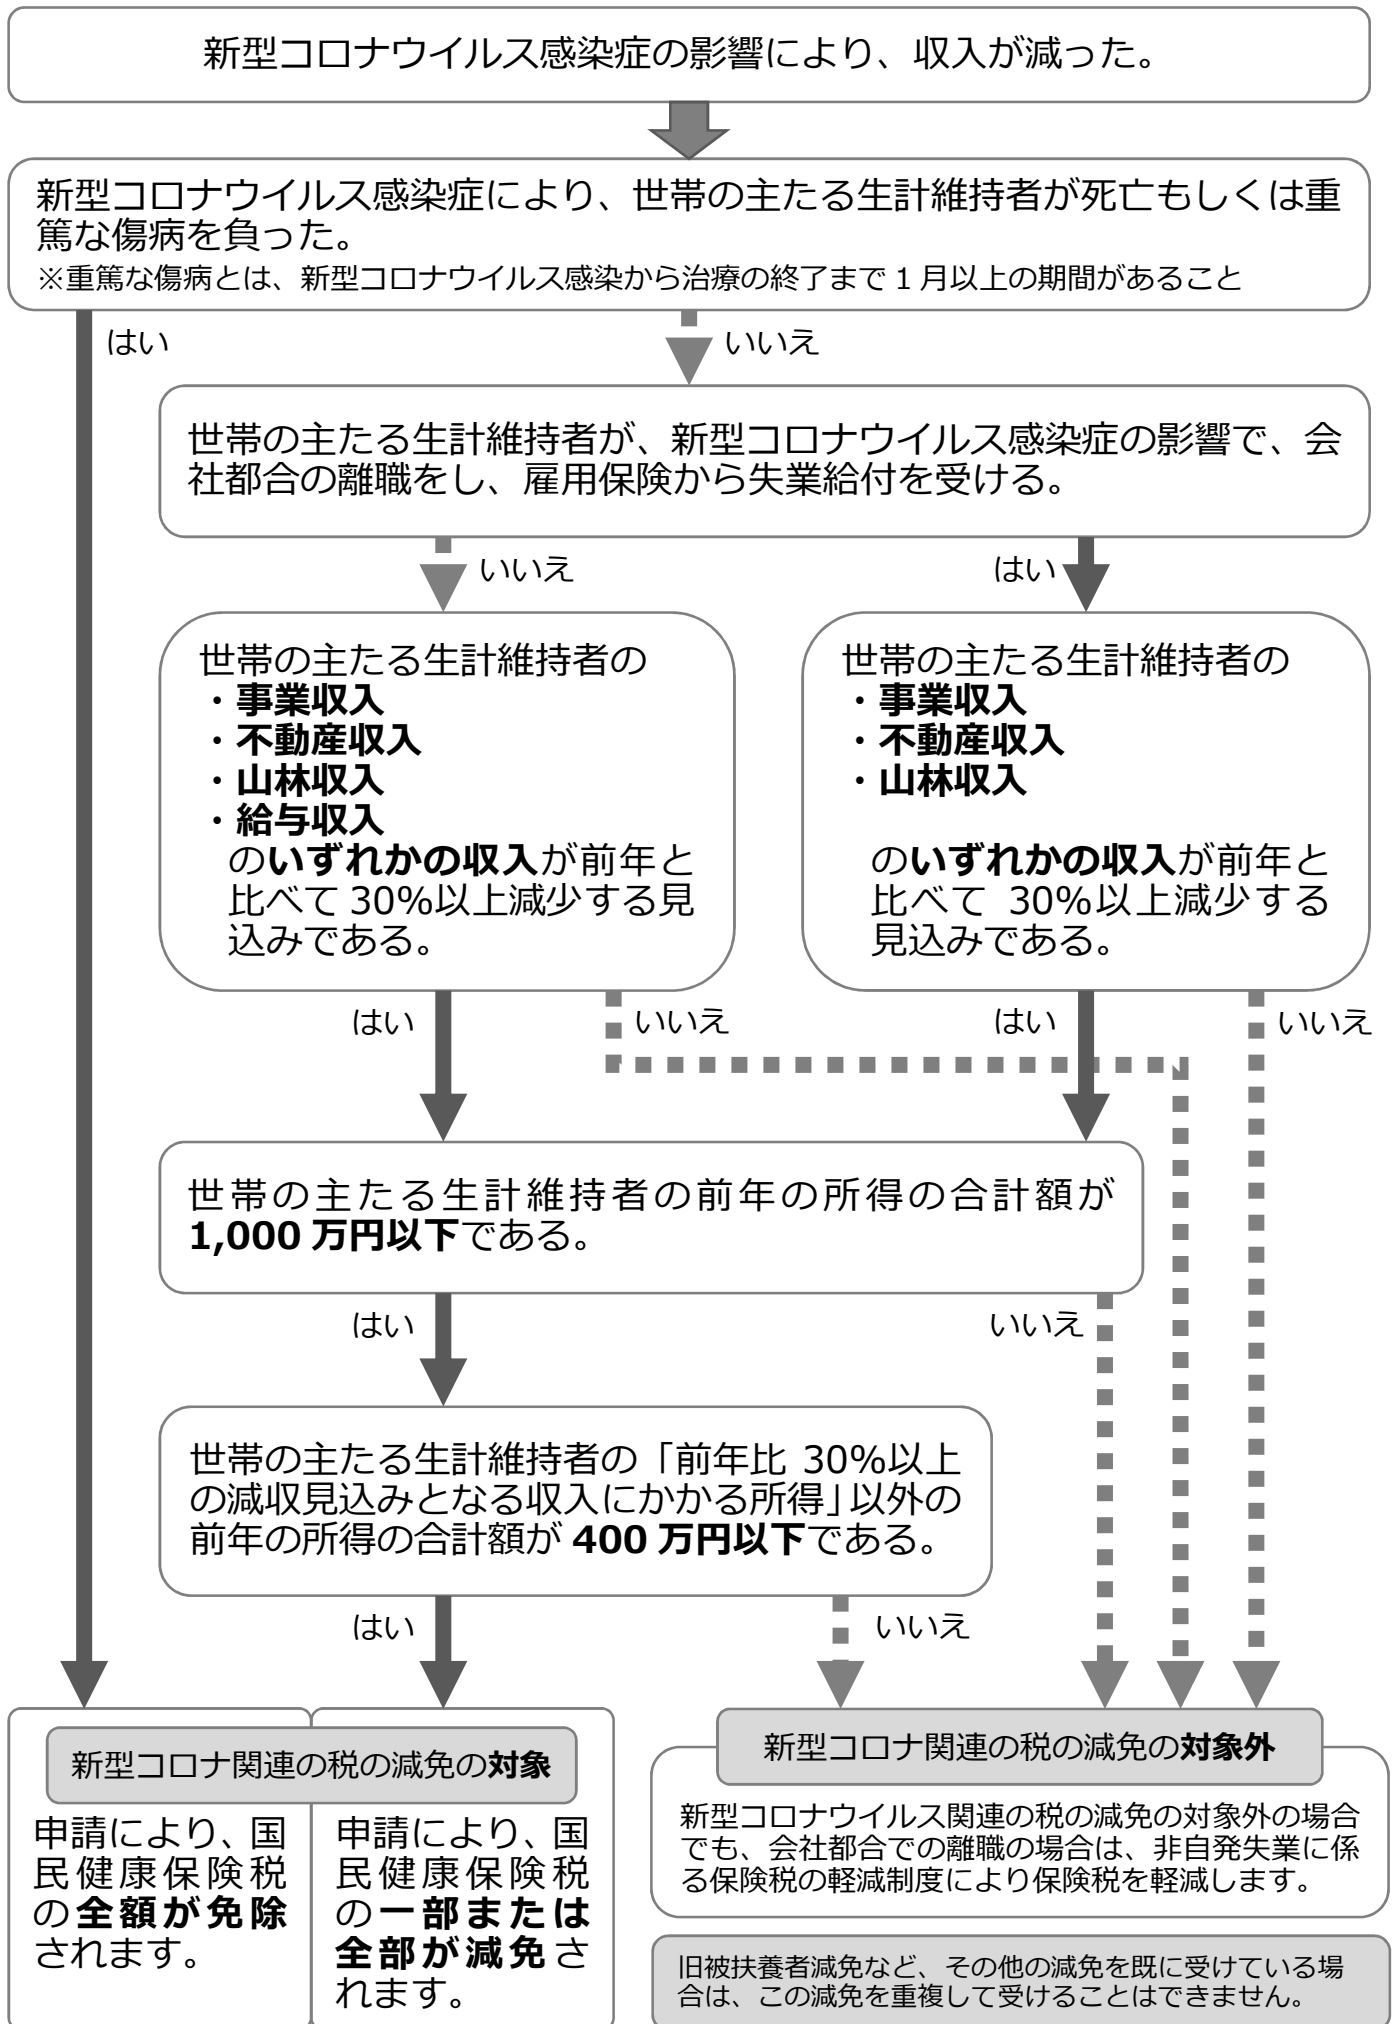 新型コロナウイルス感染症の影響により、収入が減った。
新型コロナウイルス感染症により、世帯の主たる生計維持者が死亡もしくは重
篤な傷病を負った。
※重篤な傷病とは、新型コロナウイルス感染から治療の終了まで1月以上の期間があること
はい
いいえ
世帯の主たる生計維持者が、新型コロナウイルス感染症の影響で、会
社都合の離職をし、雇用保険から失業給付を受ける。
いいえ
はい
世帯の主たる生計維持者の
・事業収入
・不動産収入
・山林収入
・給与収入
のいずれかの収入が前年と
比べて30%以上減少する見
込みである。
世帯の主たる生計維持者の
・事業収入
・不動産収入
・山林収入
のいずれかの収入が前年と
比べて 30%以上減少する
見込みである。
はい
いいえ
はい
いいえ
世帯の主たる生計維持者の前年の所得の合計額が
1,000 万円以下である。
はい
いいえ
世帯の主たる生計維持者の「前年比 30%以上
の減収見込みとなる収入にかかる所得」以外の
前年の所得の合計額が 400 万円以下である。
はい
いいえ
新型コロナ関連の税の減免の対象
申請により、国
民健康保険税
の全額が免除
されます。
申請により、国
民健康保険税
の一部または
全部が減免さ
れます。
新型コロナ関連の税の減免の対象外
新型コロナウイルス関連の税の減免の対象外の場合
でも、会社都合での離職の場合は、非自発失業に係
る保険税の軽減制度により保険税を軽減します。
旧被扶養者減免など、その他の減免を既に受けている場
合は、この減免を重複して受けることはできません。